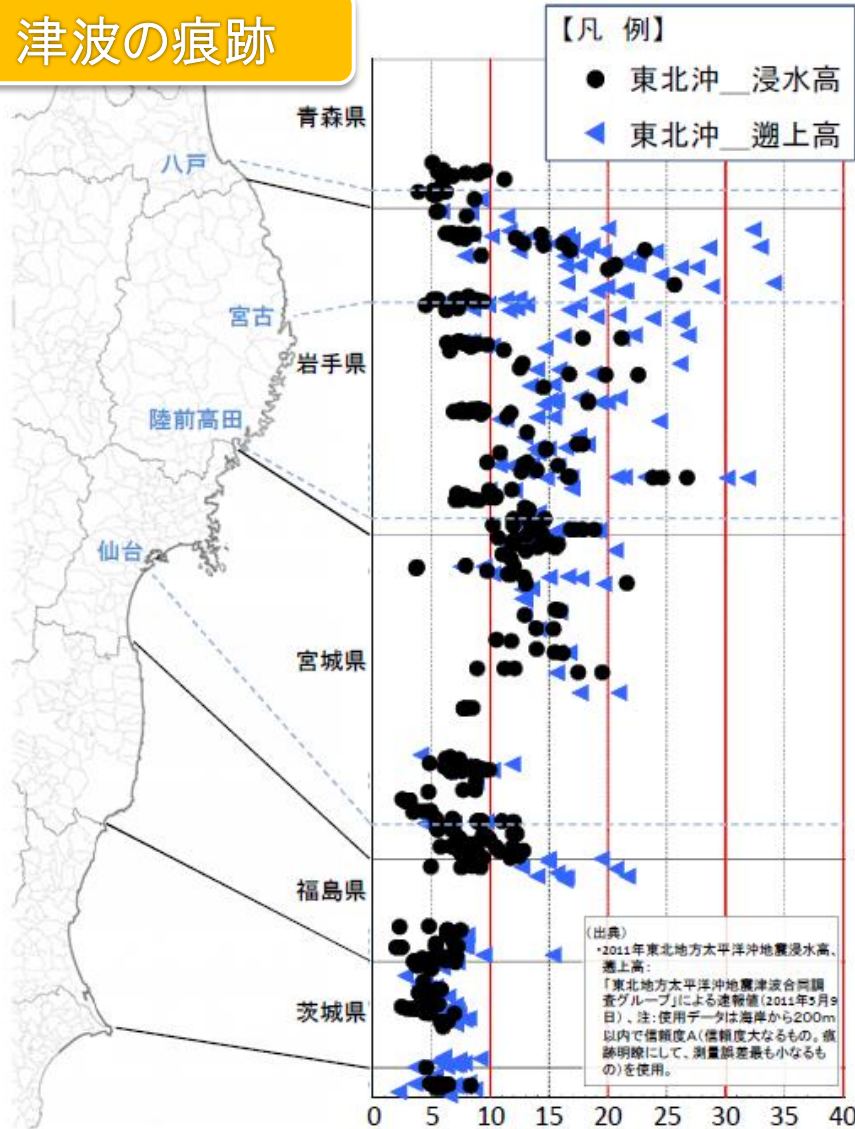 津波の痕跡
【凡 例】
● 東北沖__浸水高
◀ 東北沖__遡上高
青森県
八戸
宮古
岩手県
陸前高田
仙台
宮城県
福島県
茨城県
(出典)
・2011年東北地方太平洋沖地震浸水高、
遡上高:
「東北地方太平洋沖地震津波合同調
査グループ」による速報値(2011年5月9
日)、注:使用データは海岸から200m
以内で信頼度A(信頼度大なるもの。痕
跡明瞭にして、測量誤差最も小なるも
の)を使用。
0 5 10 15 20 25 30 35 40